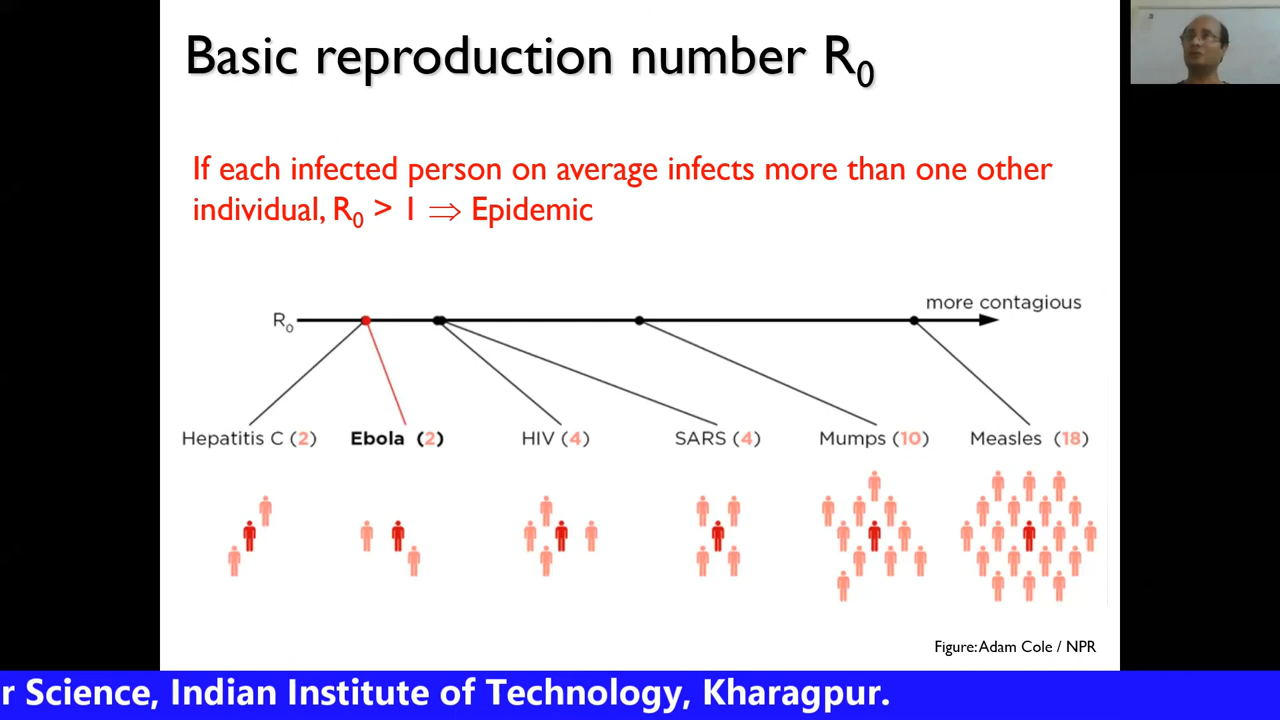 Basic reproduction number R₀
If each infected person on average infects more than one other
individual, R₀ > 1 ⇒ Epidemic
more contagious
R₀
Hepatitis C (2) Ebola (2) HIV (4) SARS (4) Mumps (10) Measles (18)
Figure: Adam Cole / NPR
r Science, Indian Institute of Technology, Kharagpur.